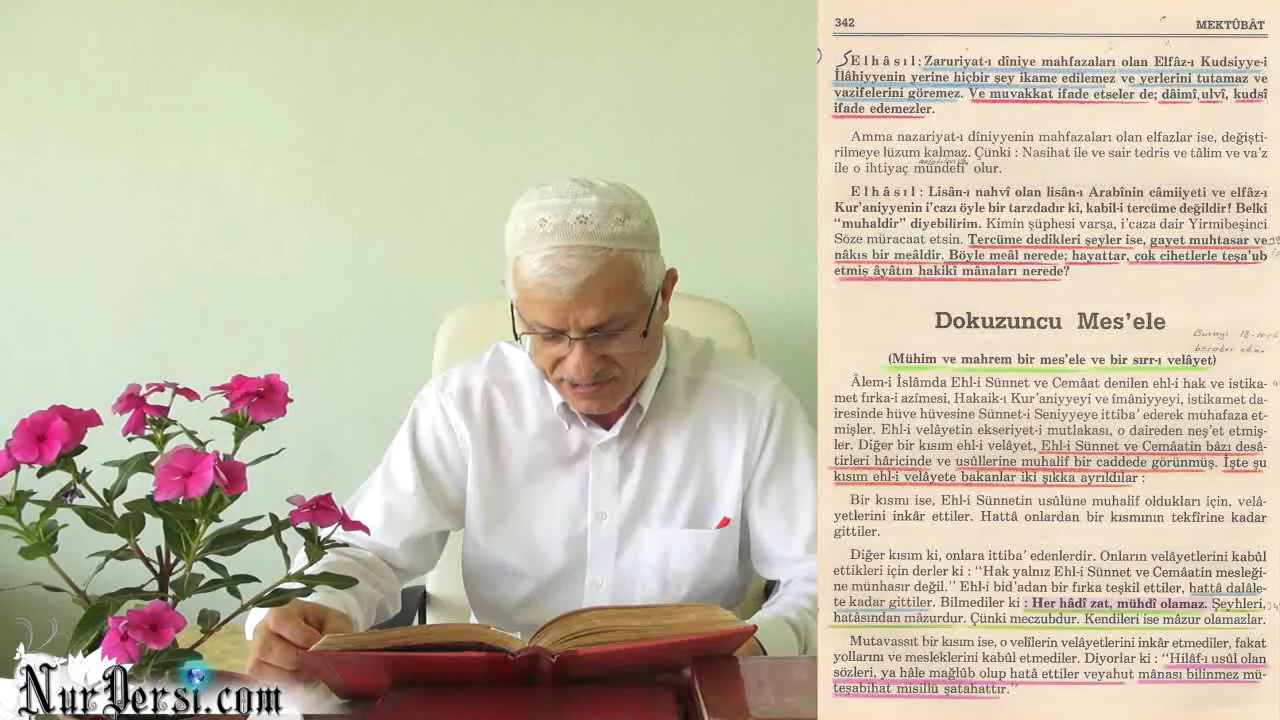 342 MEKTÛBÂT
Elhâsıl: Zaruriyat-ı dîniye mahfazaları olan Elfâz-ı Kudsiyye-i
İlâhiyyenin yerine hiçbir şey ikame edilemez ve yerlerini tutamaz ve
vazifelerini göremez. Ve muvakkat ifade etseler de; dâimî, ulvî, kudsî
ifade edemezler.
Amma nazariyat-ı dîniyyenin mahfazaları olan elfazlar ise, değişti-
rilmeye lüzum kalmaz. Çünki : Nasihat ile ve sair tedris ve tâlim ve va'z
ile o ihtiyaç mündefi' olur.
Elhâsıl: Lisân-ı nahvî olan lisân-ı Arabînin câmiiyeti ve elfâz-ı
Kur'aniyyenin i'cazı öyle bir tarzdadır ki, kabil-i tercüme değildir! Belki
"muhaldir" diyebilirim. Kimin şüphesi varsa, i'caza dair Yirmibeşinci
Söze müracaat etsin. Tercüme dedikleri şeyler ise, gayet muhtasar ve
nâkıs bir meâldir. Böyle meâl nerede; hayattar, çok cihetlerle teşa'ub
etmiş âyâtın hakikî mânaları nerede?
Dokuzuncu Mes'ele
(Mühim ve mahrem bir mes'ele ve bir sırr-ı velâyet)
Âlem-i İslâmda Ehl-i Sünnet ve Cemâat denilen ehl-i hak ve istika-
met fırka-i azîmesi, Hakaik-ı Kur'aniyyeyi ve îmâniyyeyi, istikamet da-
iresinde hüve hüvesine Sünnet-i Seniyyeye ittiba' ederek muhafaza et-
mişler. Ehl-i velâyetin ekseriyet-i mutlakası, o daireden neş'et etmiş-
ler. Diğer bir kısım ehl-i velâyet, Ehl-i Sünnet ve Cemâatin bâzı desâ-
tirleri hâricinde ve usûllerine muhalif bir caddede görünmüş. İşte şu
kısım ehl-i velâyete bakanlar iki şıkka ayrıldılar :
Bir kısmı ise, Ehl-i Sünnetin usûlüne muhalif oldukları için, velâ-
yetlerini inkâr ettiler. Hattâ onlardan bir kısmının tekfîrine kadar
gittiler.
Diğer kısım ki, onlara ittiba' edenlerdir. Onların velâyetlerini kabûl
ettikleri için derler ki : "Hak yalnız Ehl-i Sünnet ve Cemâatin mesleği-
ne münhasır değil." Ehl-i bid'adan bir fırka teşkil ettiler, hattâ dalâle-
te kadar gittiler. Bilmediler ki : Her hâdî zat, mühdî olamaz. Şeyhleri,
hatâsından mâzurdur. Çünki meczubdur. Kendileri ise mâzur olamazlar.
Mutavassıt bir kısım ise, o velîlerin velâyetlerini inkâr etmediler, fakat
yollarını ve mesleklerini kabûl etmediler. Diyorlar ki : "Hilâf-ı usûl olan
sözleri, ya hâle mağlûb olup hatâ ettiler veyahut mânası bilinmez mü-
teşabihat misillü şatahattır."
NurDersi.com